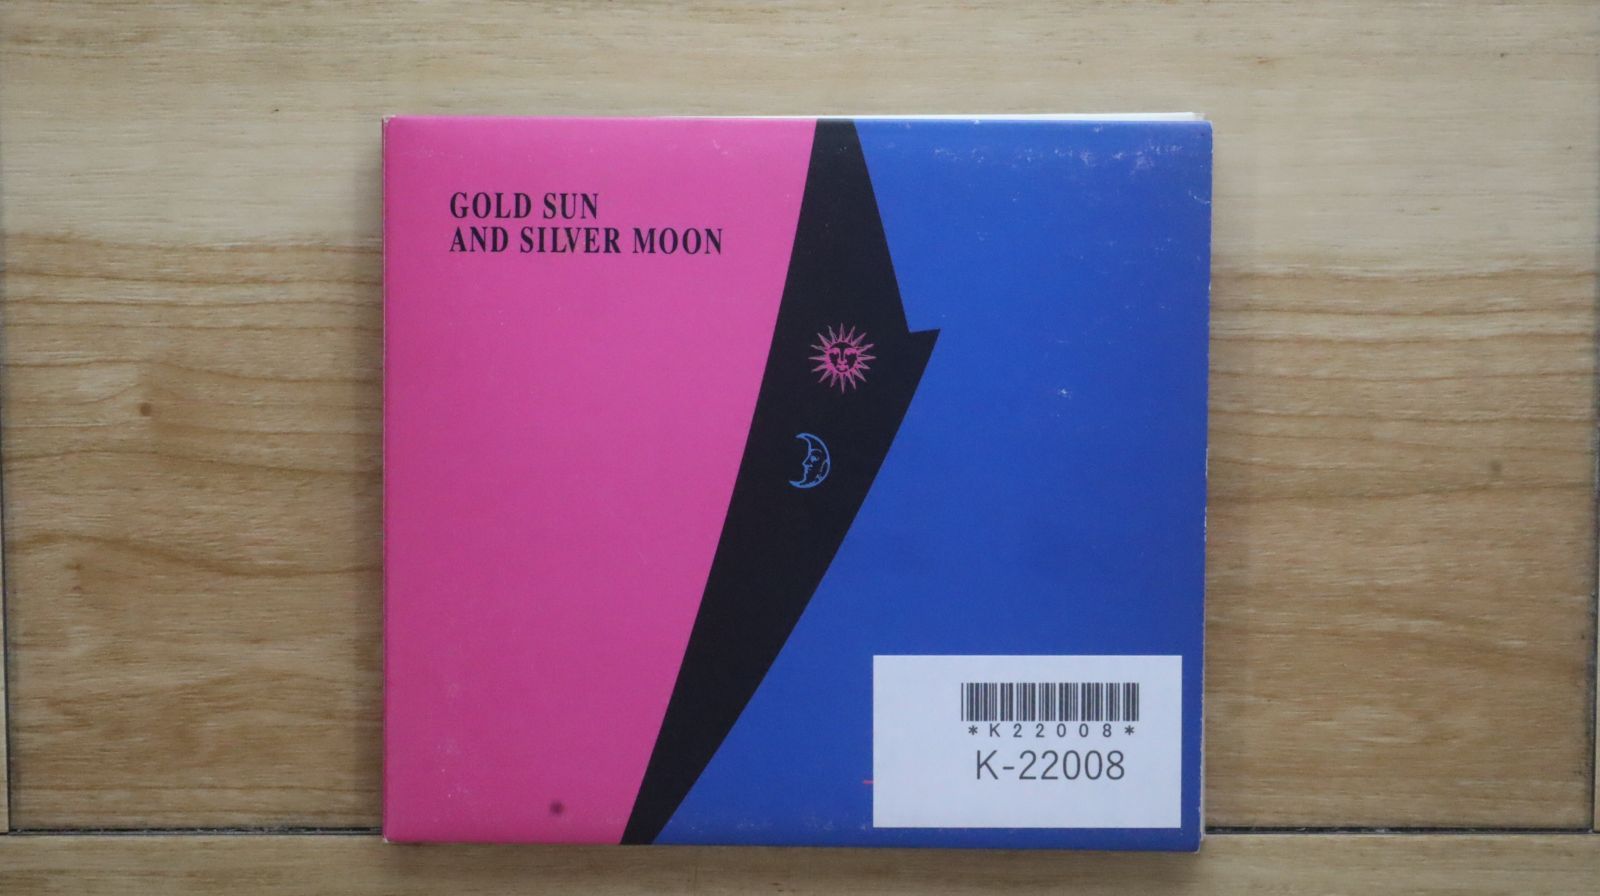 GOLD SUN
AND SILVER MOON
*K22008*
K-22008